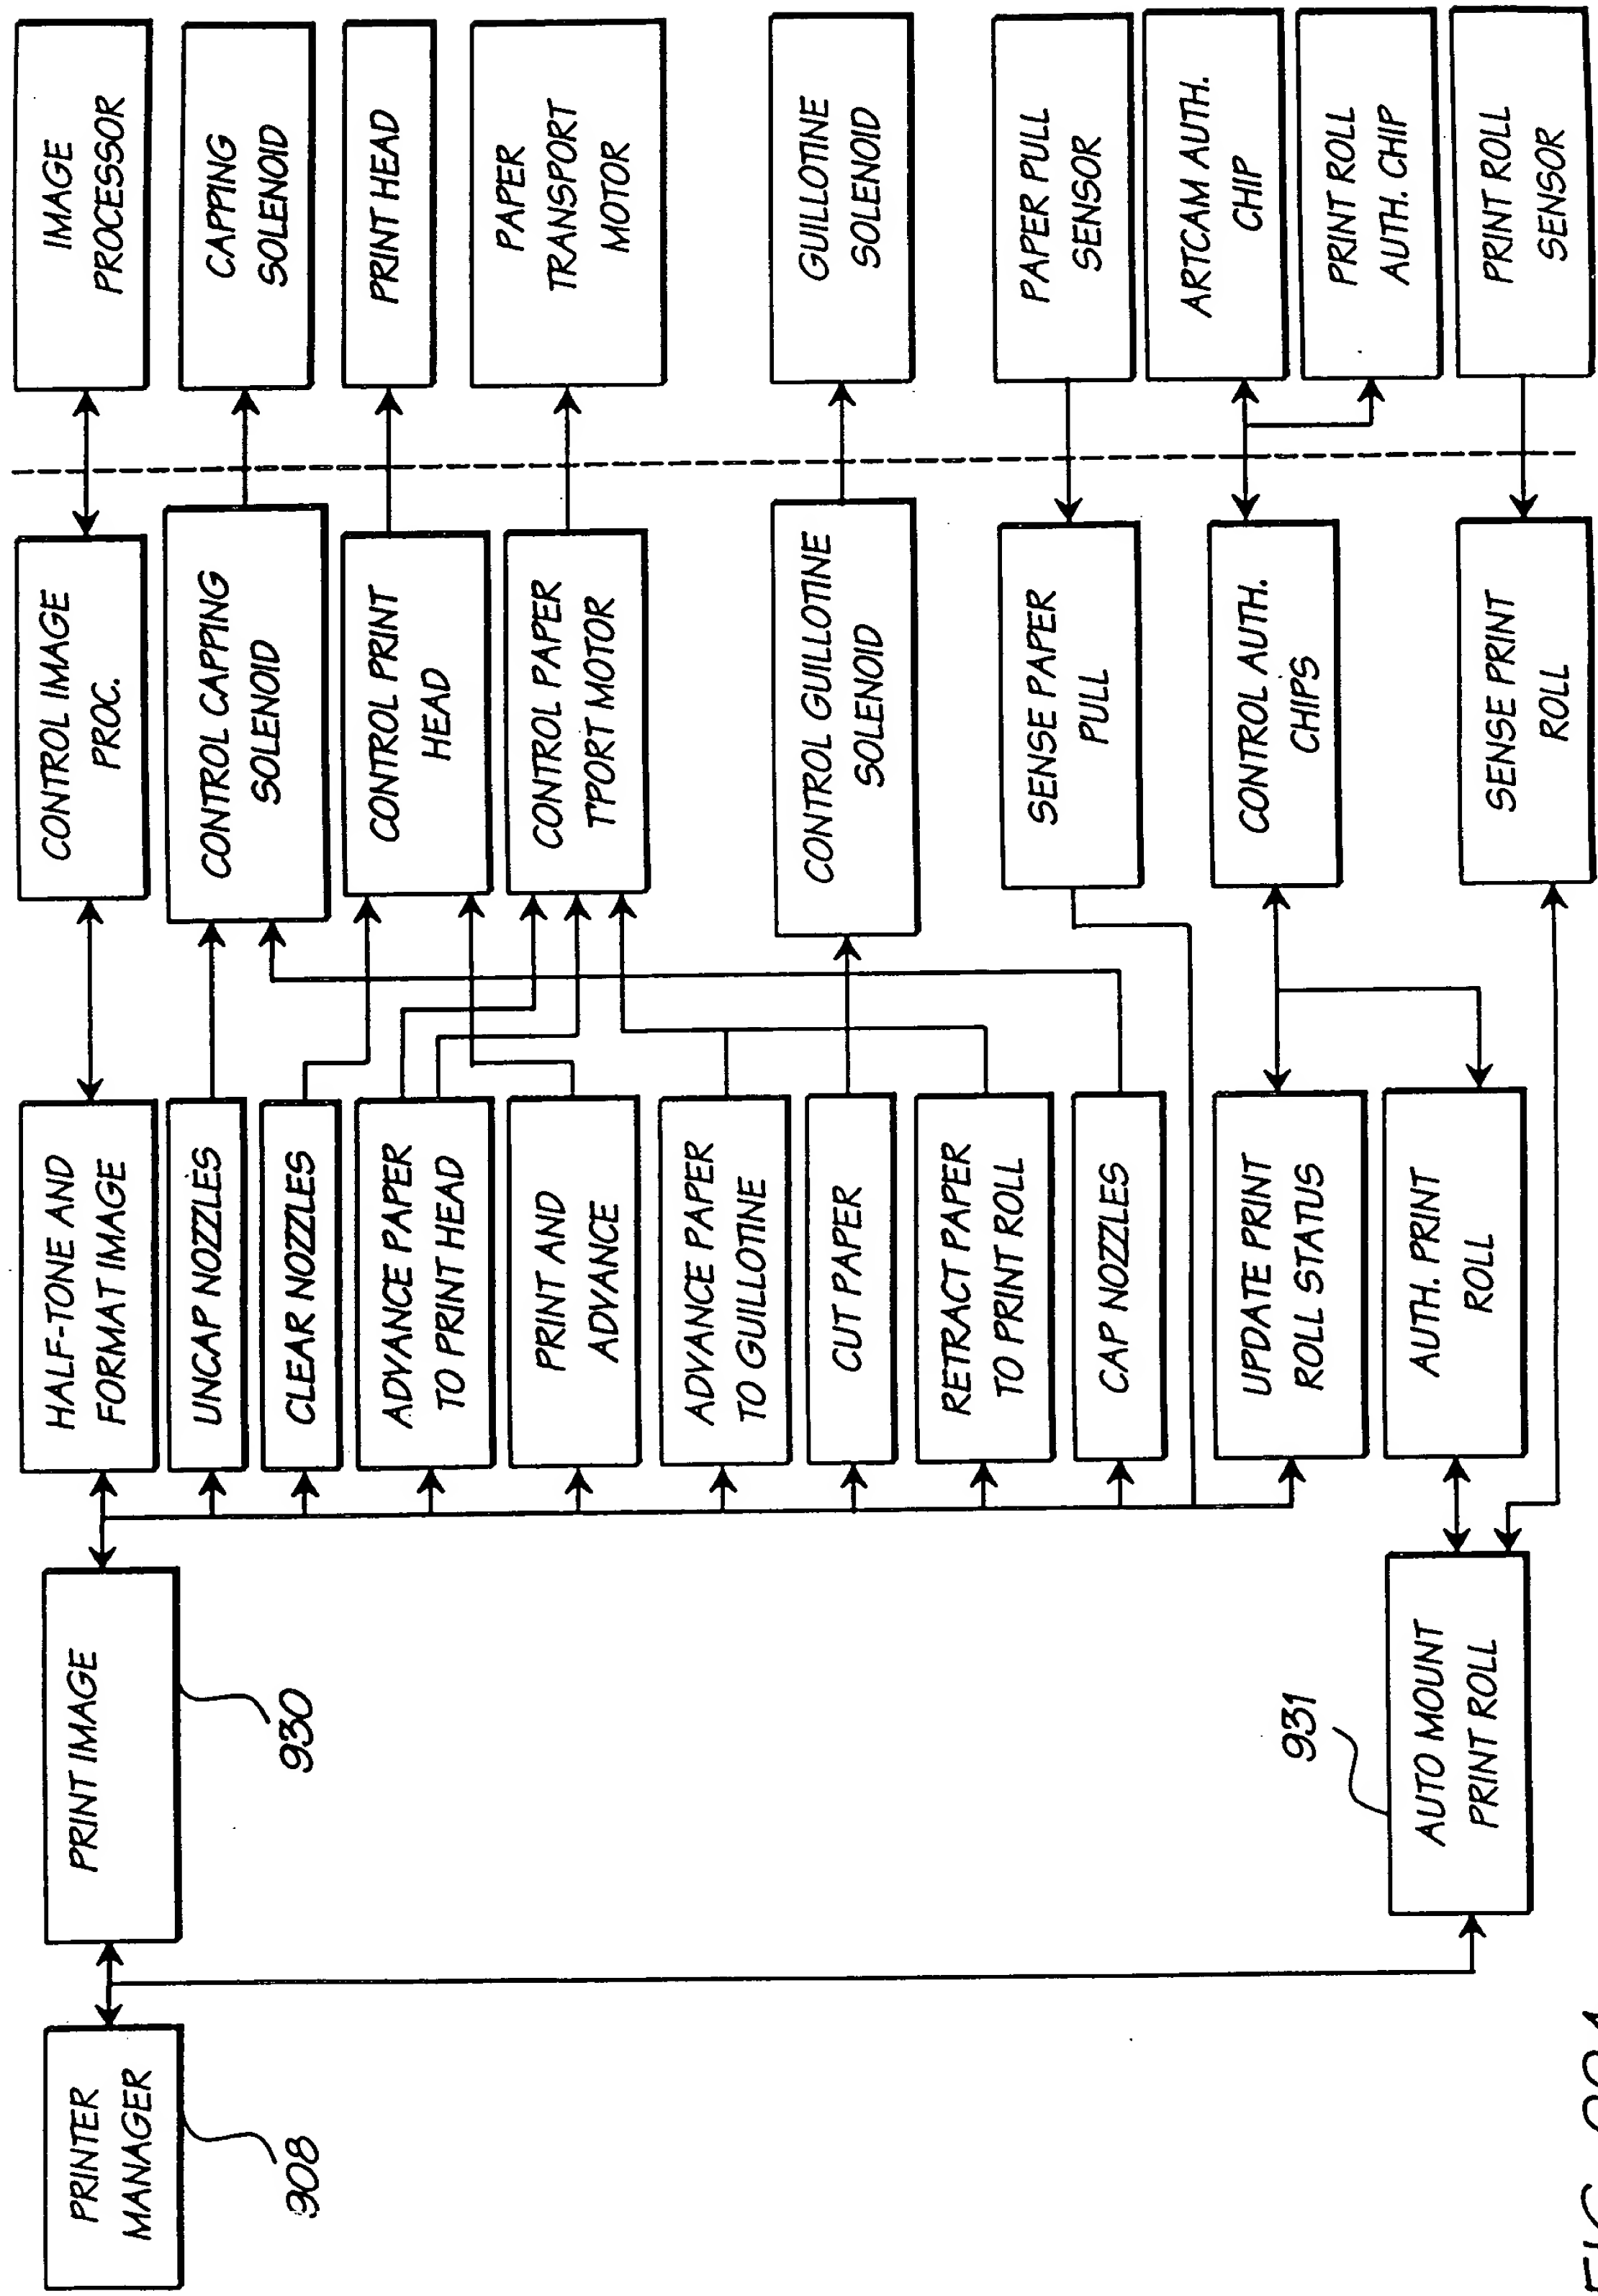 PRINTER
MANAGER
908
PRINT IMAGE
930
AUTO MOUNT
PRINT ROLL
931
HALF-TONE AND
FORMAT IMAGE
UNCAP NOZZLES
CLEAR NOZZLES
ADVANCE PAPER
TO PRINT HEAD
PRINT AND
ADVANCE
ADVANCE PAPER
TO GUILLOTINE
CUT PAPER
RETRACT PAPER
TO PRINT ROLL
CAP NOZZLES
UPDATE PRINT
ROLL STATUS
AUTH. PRINT
ROLL
CONTROL IMAGE
PROC.
CONTROL CAPPING
SOLENOID
CONTROL PRINT
HEAD
CONTROL PAPER
T'PORT MOTOR
CONTROL GUILLOTINE
SOLENOID
SENSE PAPER
PULL
CONTROL AUTH.
CHIPS
SENSE PRINT
ROLL
IMAGE
PROCESSOR
CAPPING
SOLENOID
PRINT HEAD
PAPER
TRANSPORT
MOTOR
GUILLOTINE
SOLENOID
PAPER PULL
SENSOR
ARTCAM AUTH.
CHIP
PRINT ROLL
AUTH. CHIP
PRINT ROLL
SENSOR
FIG.